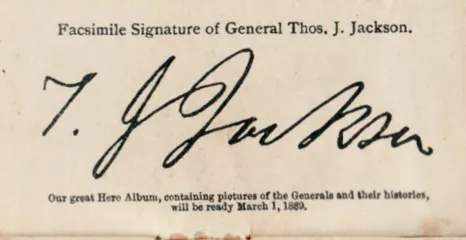 Facsimile Signature of General Thos. J. Jackson.
T. J Jackson
Our great Hero Album, containing pictures of the Generals and their histories,
will be ready March 1, 1889.